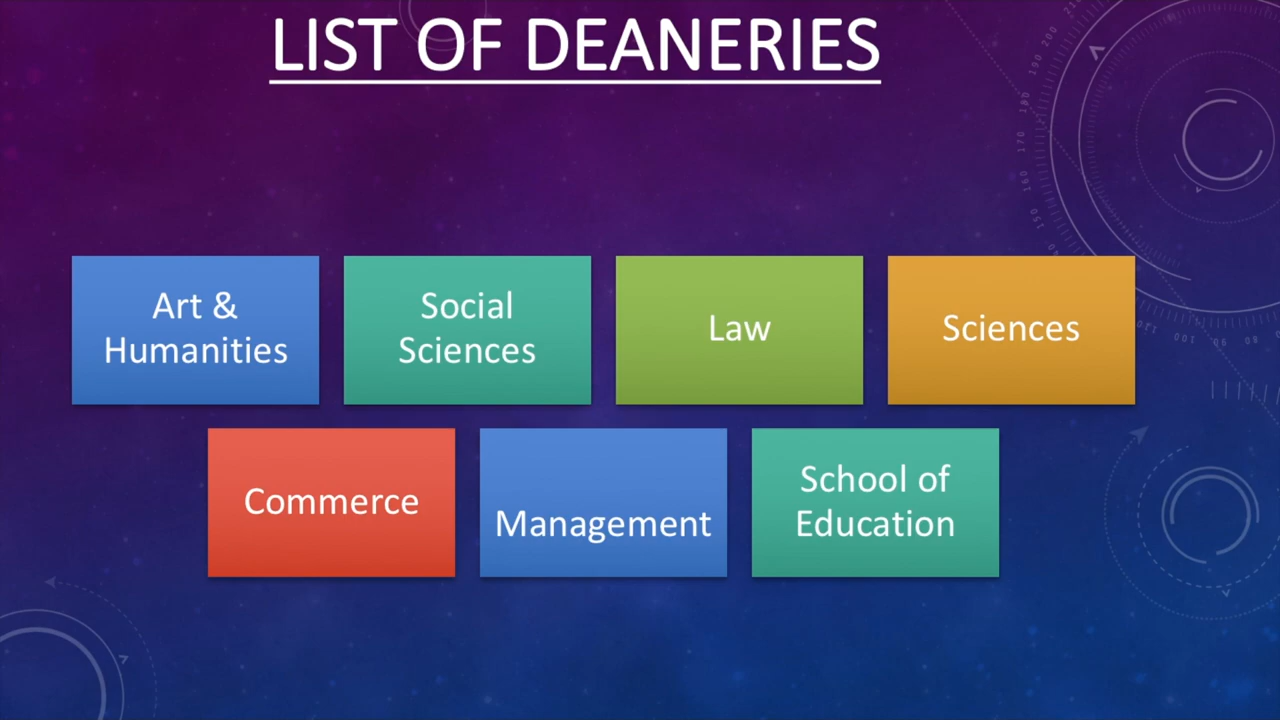 LIST OF DEANERIES
Art &
Humanities
Social
Sciences
Law
Sciences
Commerce
Management
School of
Education